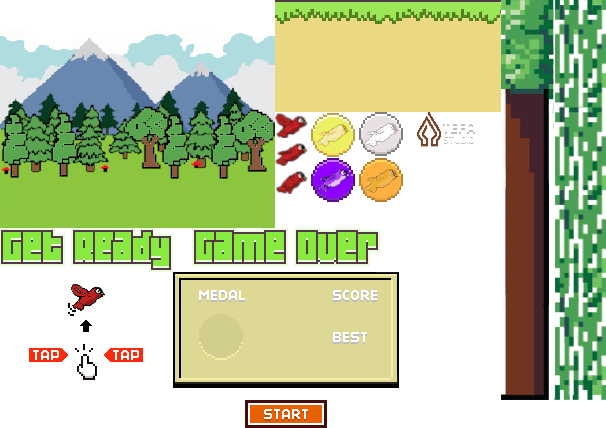 Get Ready
Game Over
MEDAL
SCORE
BEST
TAP
TAP
START